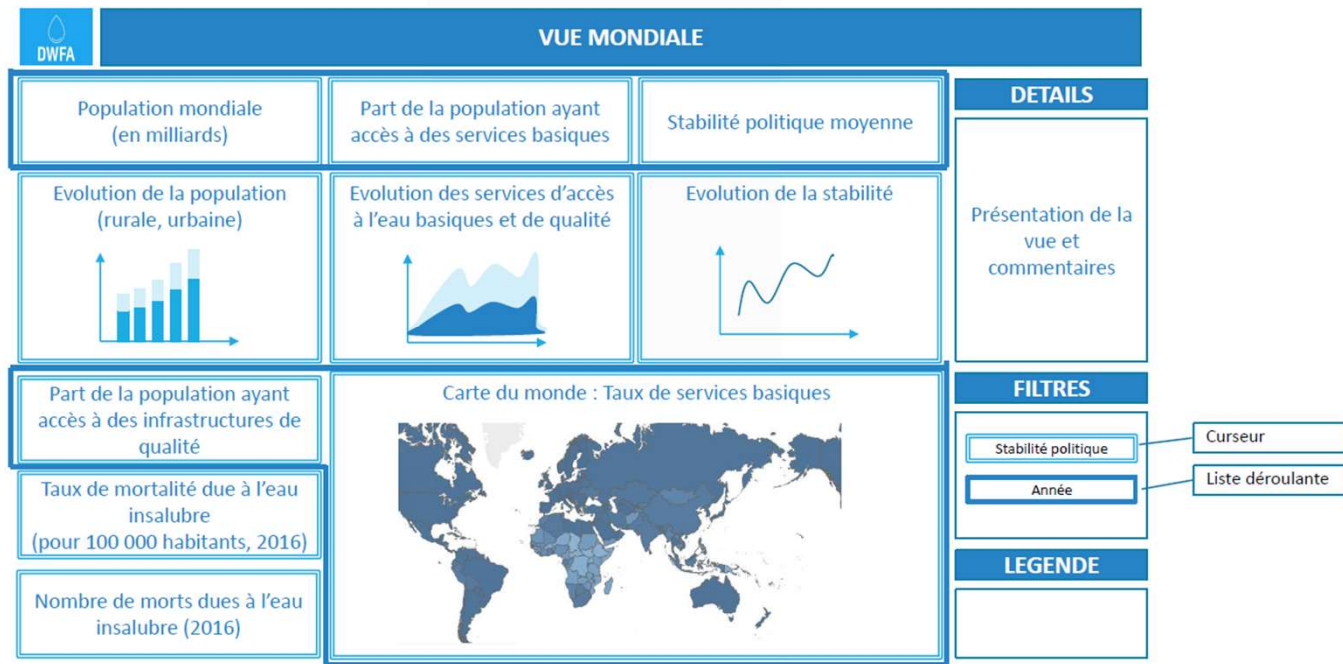 DWFA
VUE MONDIALE
Population mondiale
(en milliards)
Part de la population ayant
accès à des services basiques
Stabilité politique moyenne
DETAILS
Présentation de la
vue et
commentaires
Evolution de la population
(rurale, urbaine)
Evolution des services d’accès
à l’eau basiques et de qualité
Evolution de la stabilité
Part de la population ayant
accès à des infrastructures de
qualité
Carte du monde : Taux de services basiques
FILTRES
Stabilité politique
Curseur
Année
Liste déroulante
Taux de mortalité due à l’eau
insalubre
(pour 100 000 habitants, 2016)
Nombre de morts dues à l’eau
insalubre (2016)
LEGENDE